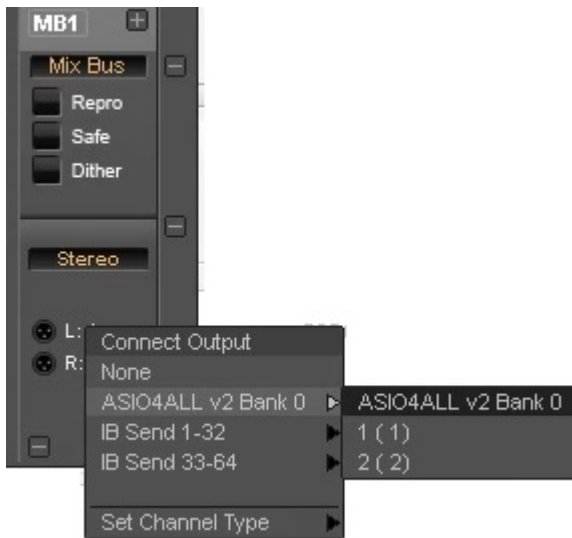 MB1
Mix Bus
Repro
Safe
Dither
Stereo
L:
R:
Connect Output
None
ASIO4ALL v2 Bank 0
IB Send 1-32
IB Send 33-64
Set Channel Type
ASIO4ALL v2 Bank 0
1 ( 1)
2 ( 2)